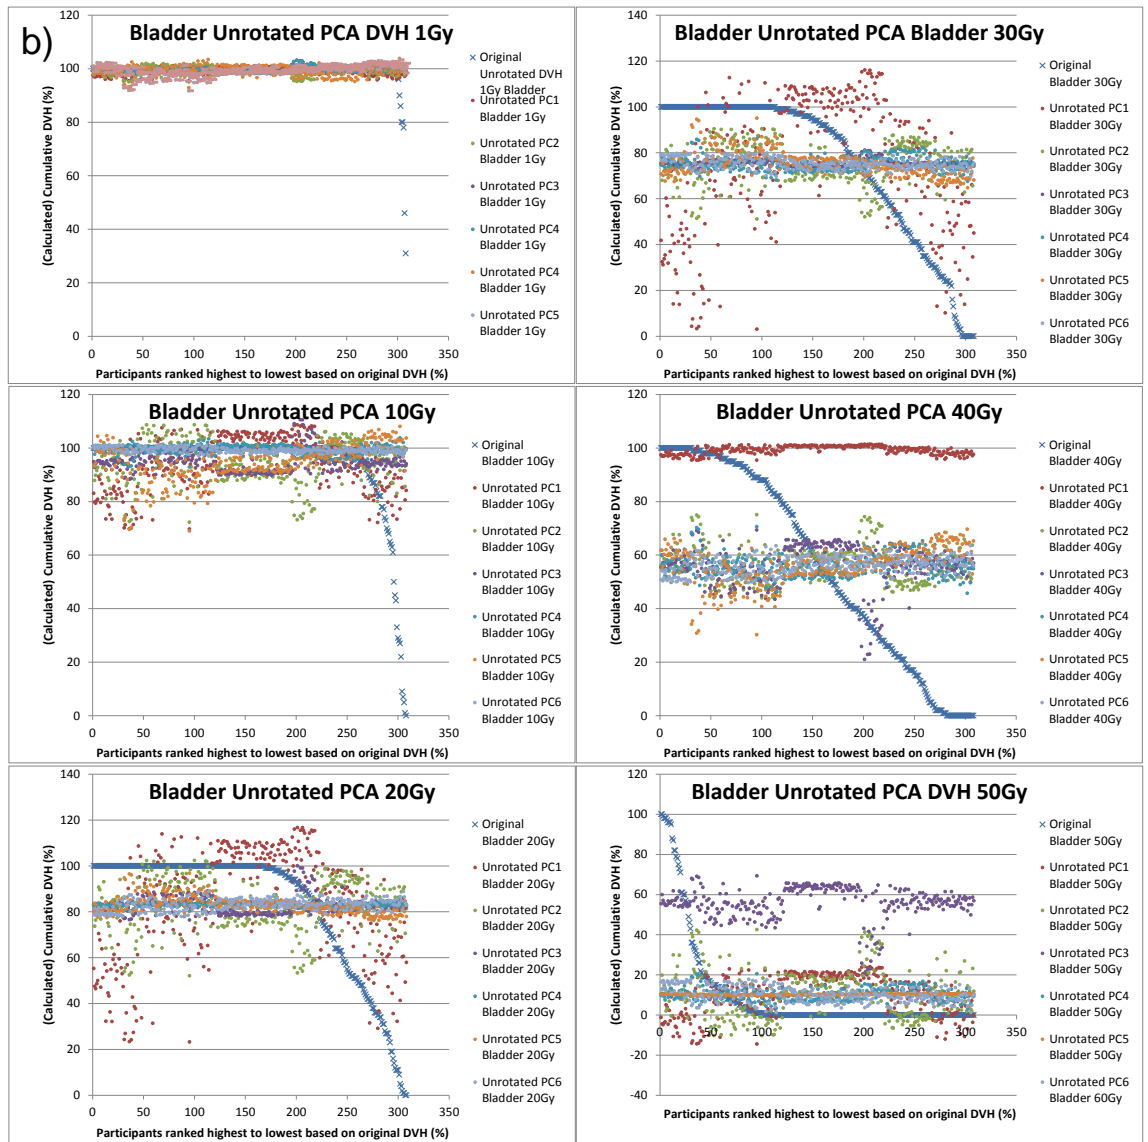 b)
Bladder Unrotated PCA DVH 1Gy
(Calculated) Cumulative DVH (%)
120
100
80
60
40
20
0
0 50 100 150 200 250 300 350
Participants ranked highest to lowest based on original DVH (%)
Original
Unrotated DVH
1Gy Bladder
Unrotated PC1
Bladder 1Gy
Unrotated PC2
Bladder 1Gy
Unrotated PC3
Bladder 1Gy
Unrotated PC4
Bladder 1Gy
Unrotated PC4
Bladder 1Gy
Unrotated PC5
Bladder 1Gy
Bladder Unrotated PCA Bladder 30Gy
(Calculated) Cumulative DVH (%)
140
120
100
80
60
40
20
0
0 50 100 150 200 250 300 350
Participants ranked highest to lowest based on original DVH (%)
Original
Bladder 30Gy
Unrotated PC1
Bladder 30Gy
Unrotated PC2
Bladder 30Gy
Unrotated PC3
Bladder 30Gy
Unrotated PC4
Bladder 30Gy
Unrotated PC5
Bladder 30Gy
Unrotated PC6
Bladder 30Gy
Bladder Unrotated PCA 10Gy
(Calculated) Cumulative DVH (%)
120
100
80
60
40
20
0
0 50 100 150 200 250 300 350
Participants ranked highest to lowest based on original DVH (%)
Original
Bladder 10Gy
Unrotated PC1
Bladder 10Gy
Unrotated PC2
Bladder 10Gy
Unrotated PC3
Bladder 10Gy
Unrotated PC4
Bladder 10Gy
Unrotated PC5
Bladder 10Gy
Unrotated PC6
Bladder 10Gy
Bladder Unrotated PCA 40Gy
(Calculated) Cumulative DVH (%)
120
100
80
60
40
20
0
0 50 100 150 200 250 300 350
Participants ranked highest to lowest based on original DVH (%)
Original
Bladder 40Gy
Unrotated PC1
Bladder 40Gy
Unrotated PC2
Bladder 40Gy
Unrotated PC3
Bladder 40Gy
Unrotated PC4
Bladder 40Gy
Unrotated PC5
Bladder 40Gy
Unrotated PC6
Bladder 40Gy
Bladder Unrotated PCA 20Gy
(Calculated) Cumulative DVH (%)
140
120
100
80
60
40
20
0
0 50 100 150 200 250 300 350
Participants ranked highest to lowest based on original DVH (%)
Original
Bladder 20Gy
Unrotated PC1
Bladder 20Gy
Unrotated PC2
Bladder 20Gy
Unrotated PC3
Bladder 20Gy
Unrotated PC4
Bladder 20Gy
Unrotated PC5
Bladder 20Gy
Unrotated PC6
Bladder 20Gy
Bladder Unrotated PCA DVH 50Gy
(Calculated) Cumulative DVH (%)
120
100
80
60
40
20
0
-20
-40
0 50 100 150 200 250 300 350
Participants ranked highest to lowest based on original DVH (%)
Original
Bladder 50Gy
Unrotated PC1
Bladder 50Gy
Unrotated PC2
Bladder 50Gy
Unrotated PC3
Bladder 50Gy
Unrotated PC4
Bladder 50Gy
Unrotated PC5
Bladder 50Gy
Unrotated PC6
Bladder 60Gy